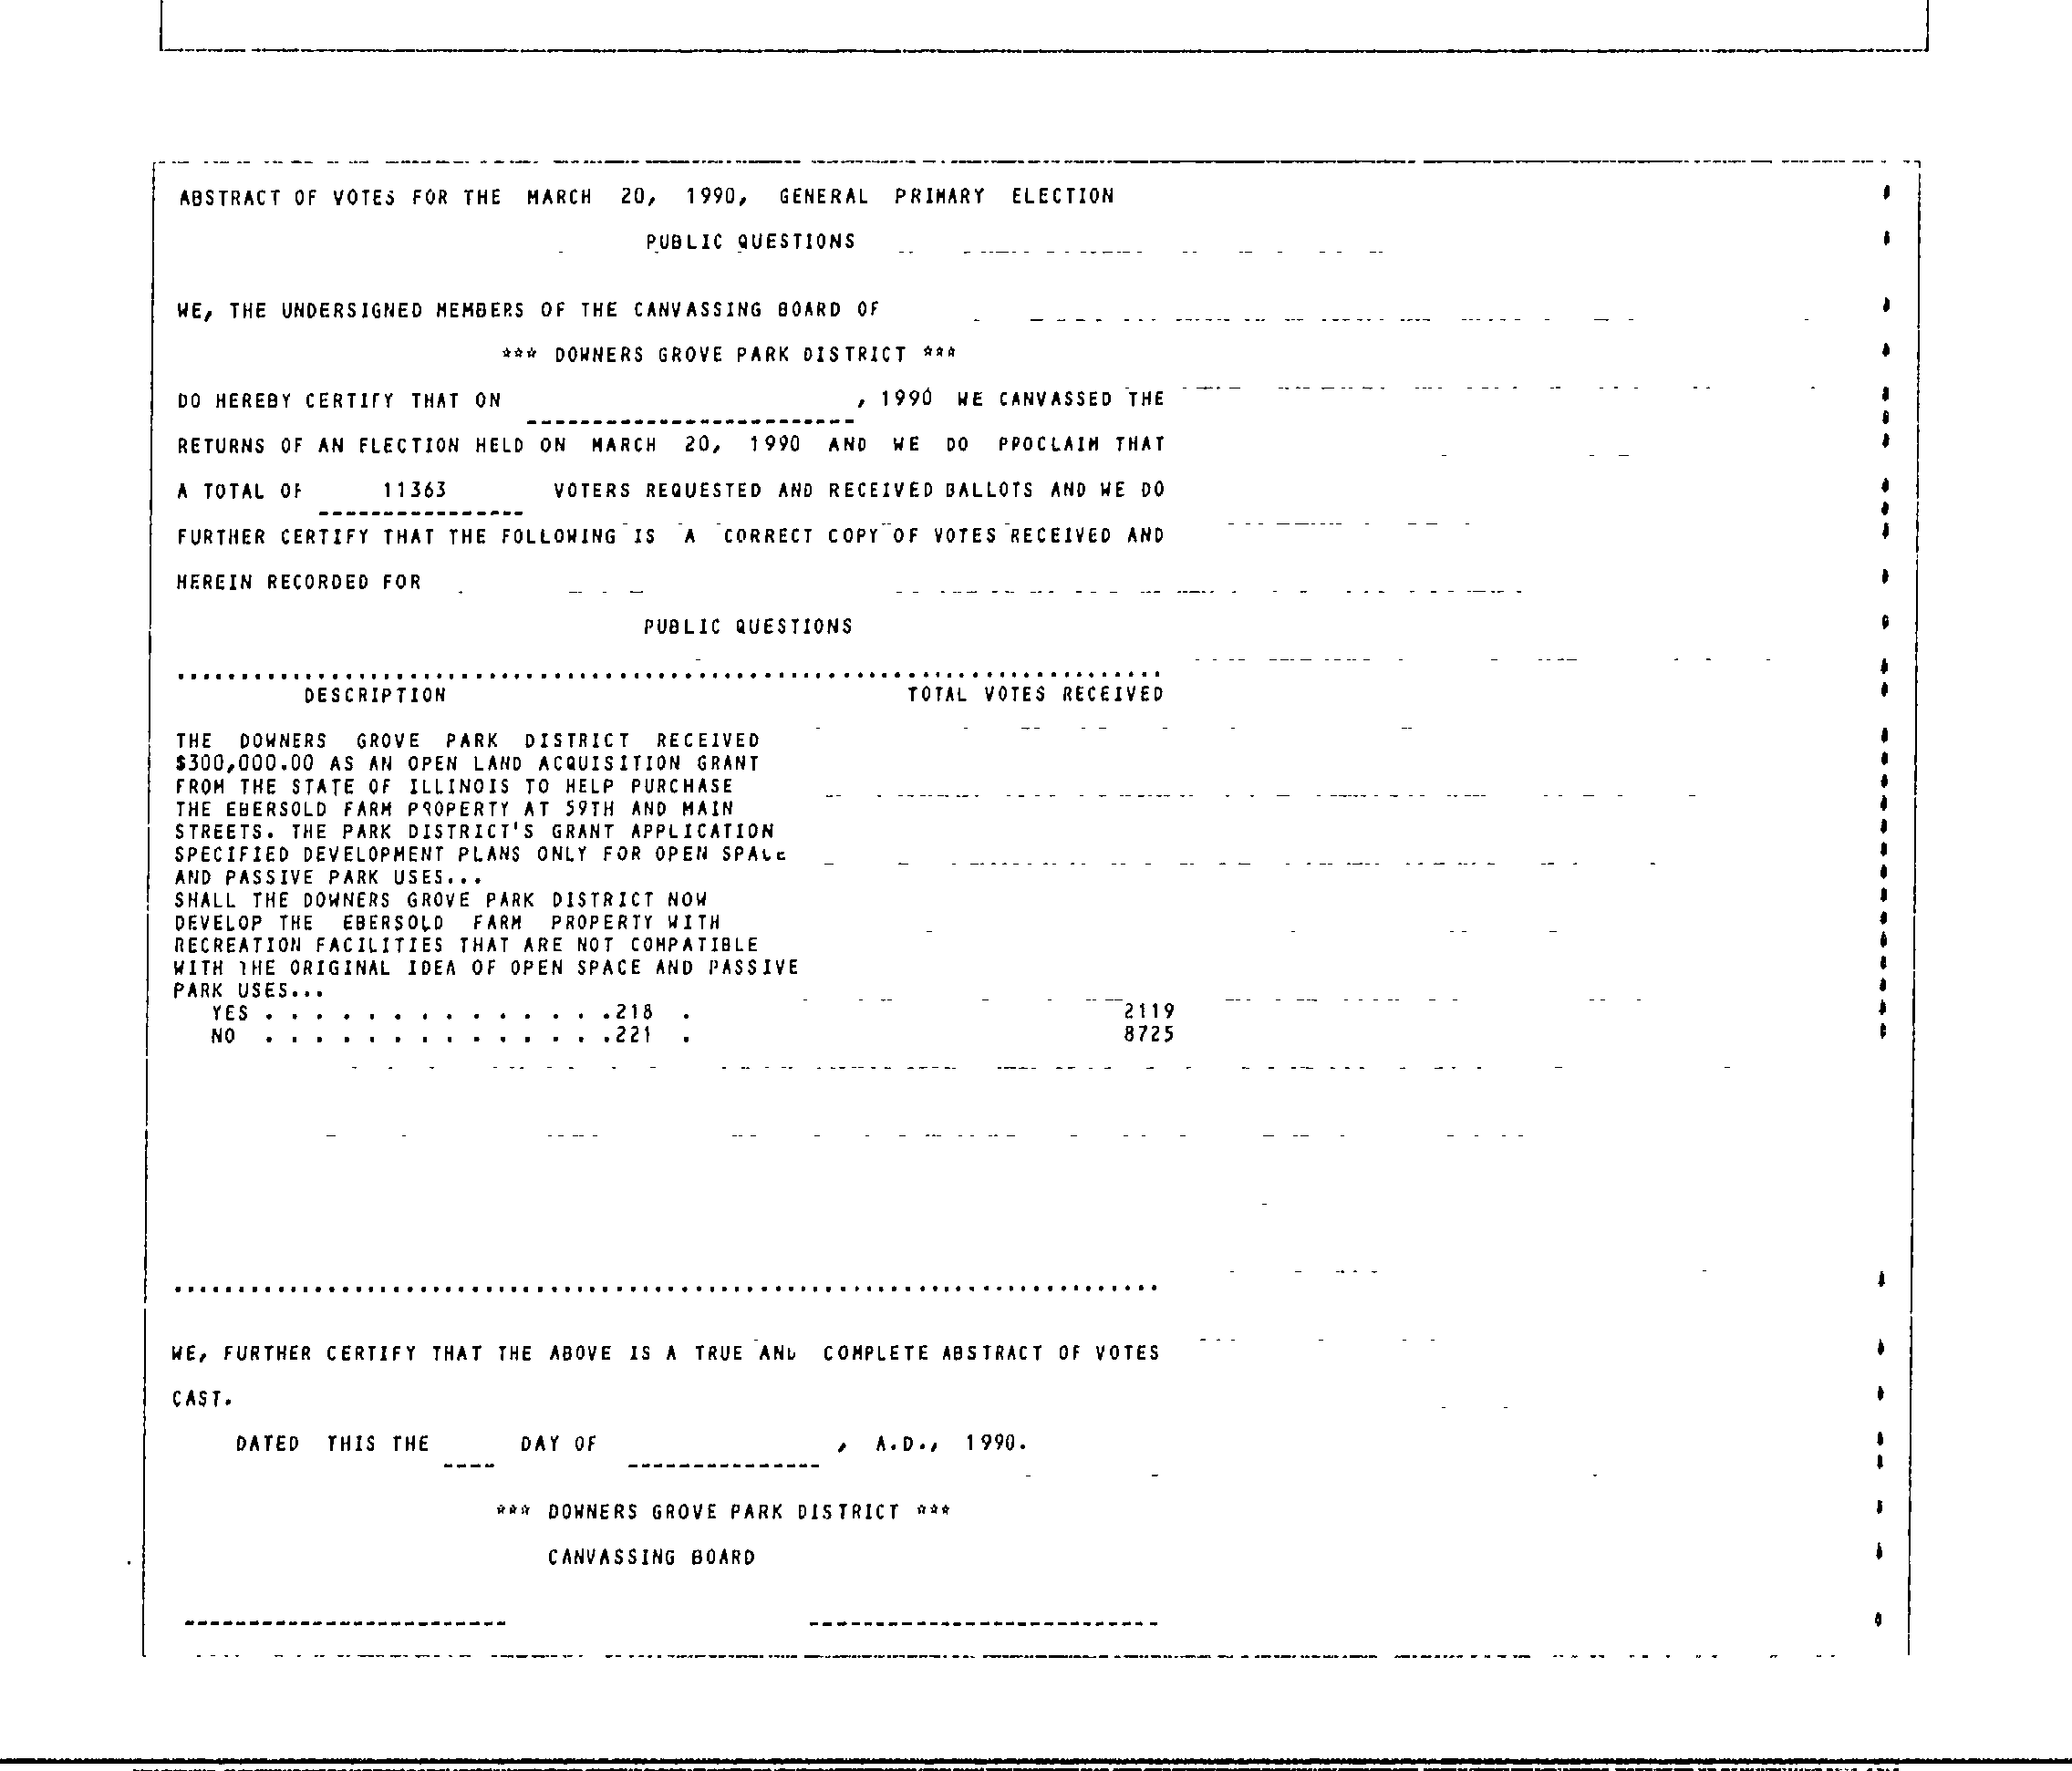 ABSTRACT OF VOTES FOR THE MARCH 20, 1990, GENERAL PRIMARY ELECTION
PUBLIC QUESTIONS
WE, THE UNDERSIGNED MEMBERS OF THE CANVASSING BOARD OF
*** DOWNERS GROVE PARK DISTRICT ***
DO HEREBY CERTIFY THAT ON __________, 1990 WE CANVASSED THE
RETURNS OF AN ELECTION HELD ON MARCH 20, 1990 AND WE DO PROCLAIM THAT
A TOTAL OF 11363 VOTERS REQUESTED AND RECEIVED BALLOTS AND WE DO
FURTHER CERTIFY THAT THE FOLLOWING IS A CORRECT COPY OF VOTES RECEIVED AND
HEREIN RECORDED FOR
PUBLIC QUESTIONS
DESCRIPTION TOTAL VOTES RECEIVED
THE DOWNERS GROVE PARK DISTRICT RECEIVED
$300,000.00 AS AN OPEN LAND ACQUISITION GRANT
FROM THE STATE OF ILLINOIS TO HELP PURCHASE
THE EBERSOLD FARM PROPERTY AT 59TH AND MAIN
STREETS. THE PARK DISTRICT'S GRANT APPLICATION
SPECIFIED DEVELOPMENT PLANS ONLY FOR OPEN SPACE
AND PASSIVE PARK USES...
SHALL THE DOWNERS GROVE PARK DISTRICT NOW
DEVELOP THE EBERSOLD FARM PROPERTY WITH
RECREATION FACILITIES THAT ARE NOT COMPATIBLE
WITH THE ORIGINAL IDEA OF OPEN SPACE AND PASSIVE
PARK USES...
YES . . . . . . . . . . . . . .218 . 2119
NO . . . . . . . . . . . . . .221 . 8725
WE, FURTHER CERTIFY THAT THE ABOVE IS A TRUE AND COMPLETE ABSTRACT OF VOTES
CAST.
DATED THIS THE ____ DAY OF __________, A.D., 1990.
*** DOWNERS GROVE PARK DISTRICT ***
CANVASSING BOARD